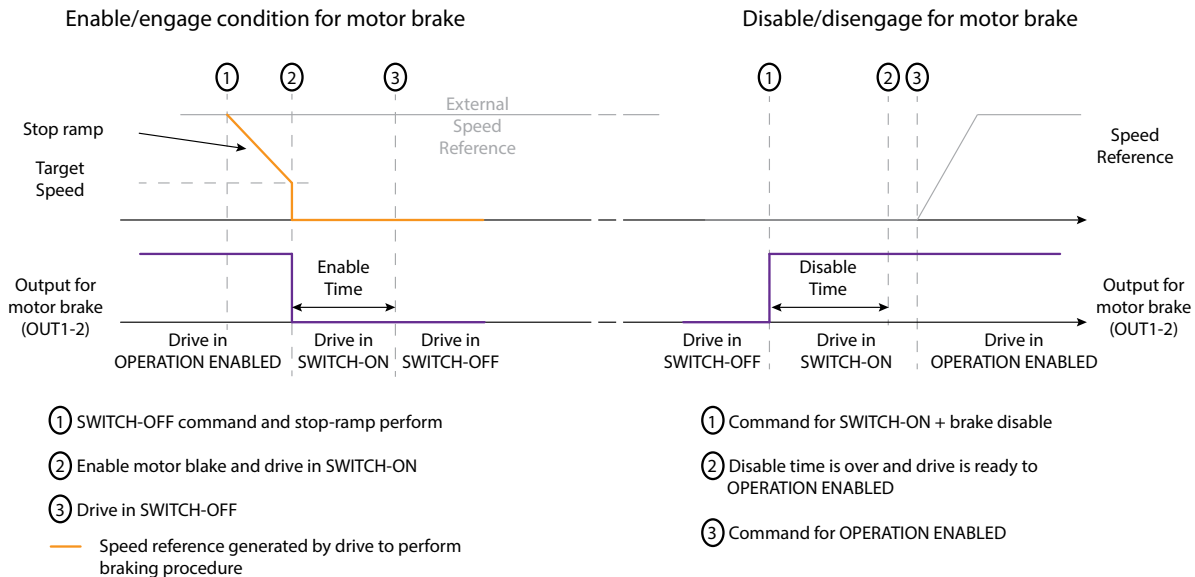 Enable/engage condition for motor brake
Disable/disengage for motor brake
1
2
3
1
2
3
External
Speed
Reference
Stop ramp
Target
Speed
Speed
Reference
Output for
motor brake
(OUT1-2)
Enable
Time
Disable
Time
Output for
motor brake
(OUT1-2)
Drive in
OPERATION ENABLED
Drive in
SWITCH-ON
Drive in
SWITCH-OFF
Drive in
SWITCH-OFF
Drive in
SWITCH-ON
Drive in
OPERATION ENABLED
1 SWITCH-OFF command and stop-ramp perform
2 Enable motor blake and drive in SWITCH-ON
3 Drive in SWITCH-OFF
Speed reference generated by drive to perform
braking procedure
1 Command for SWITCH-ON + brake disable
2 Disable time is over and drive is ready to
OPERATION ENABLED
3 Command for OPERATION ENABLED